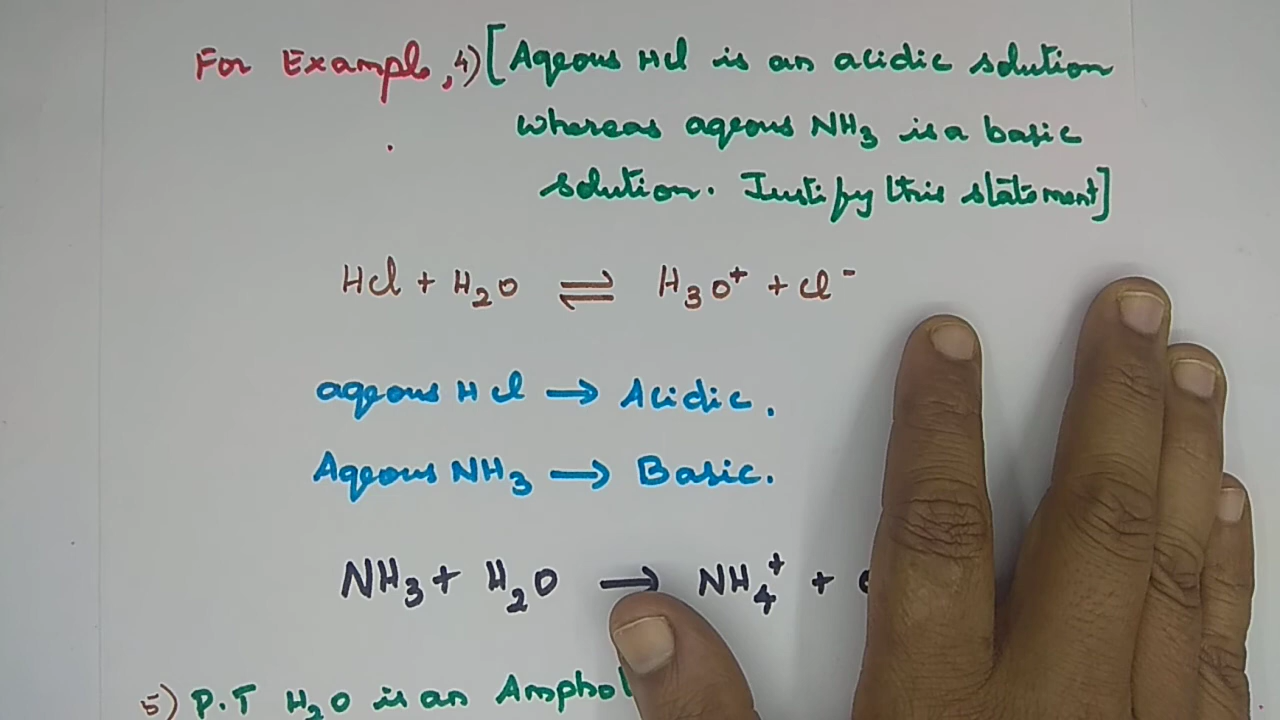 For Example, 4) [Aqeous HCl is an acidic solution
whereas aqeous NH3 is a basic
solution. Justify this statement]
HCl + H2O ⇌ H3O+ + Cl-
aqeous HCl → Acidic.
Aqeous NH3 → Basic.
NH3 + H2O → NH4+ +
5) P.T H2O is an